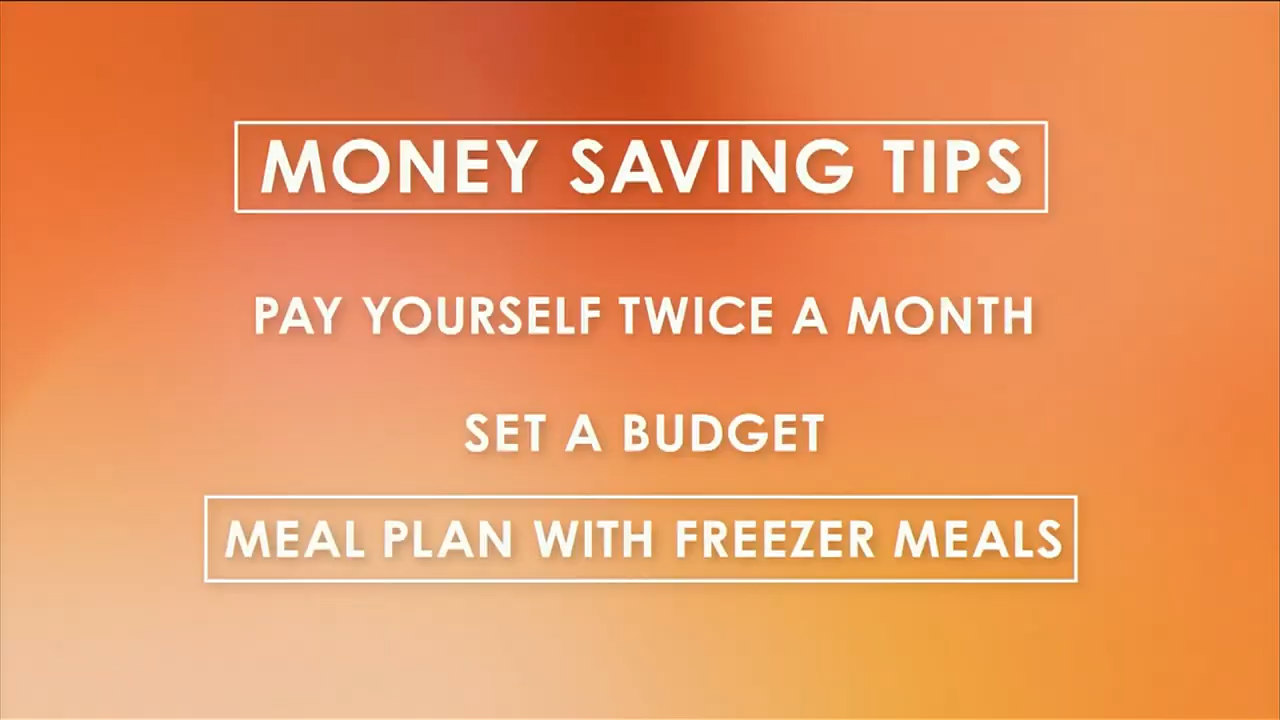 MONEY SAVING TIPS
PAY YOURSELF TWICE A MONTH
SET A BUDGET
MEAL PLAN WITH FREEZER MEALS